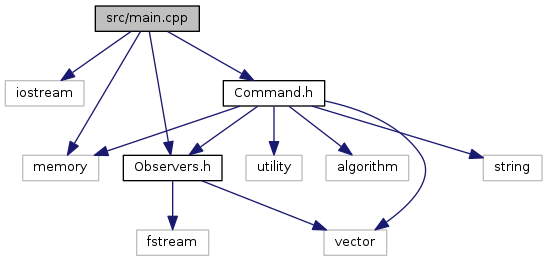 src/main.cpp
iostream
Command.h
memory
Observers.h
utility
algorithm
string
fstream
vector